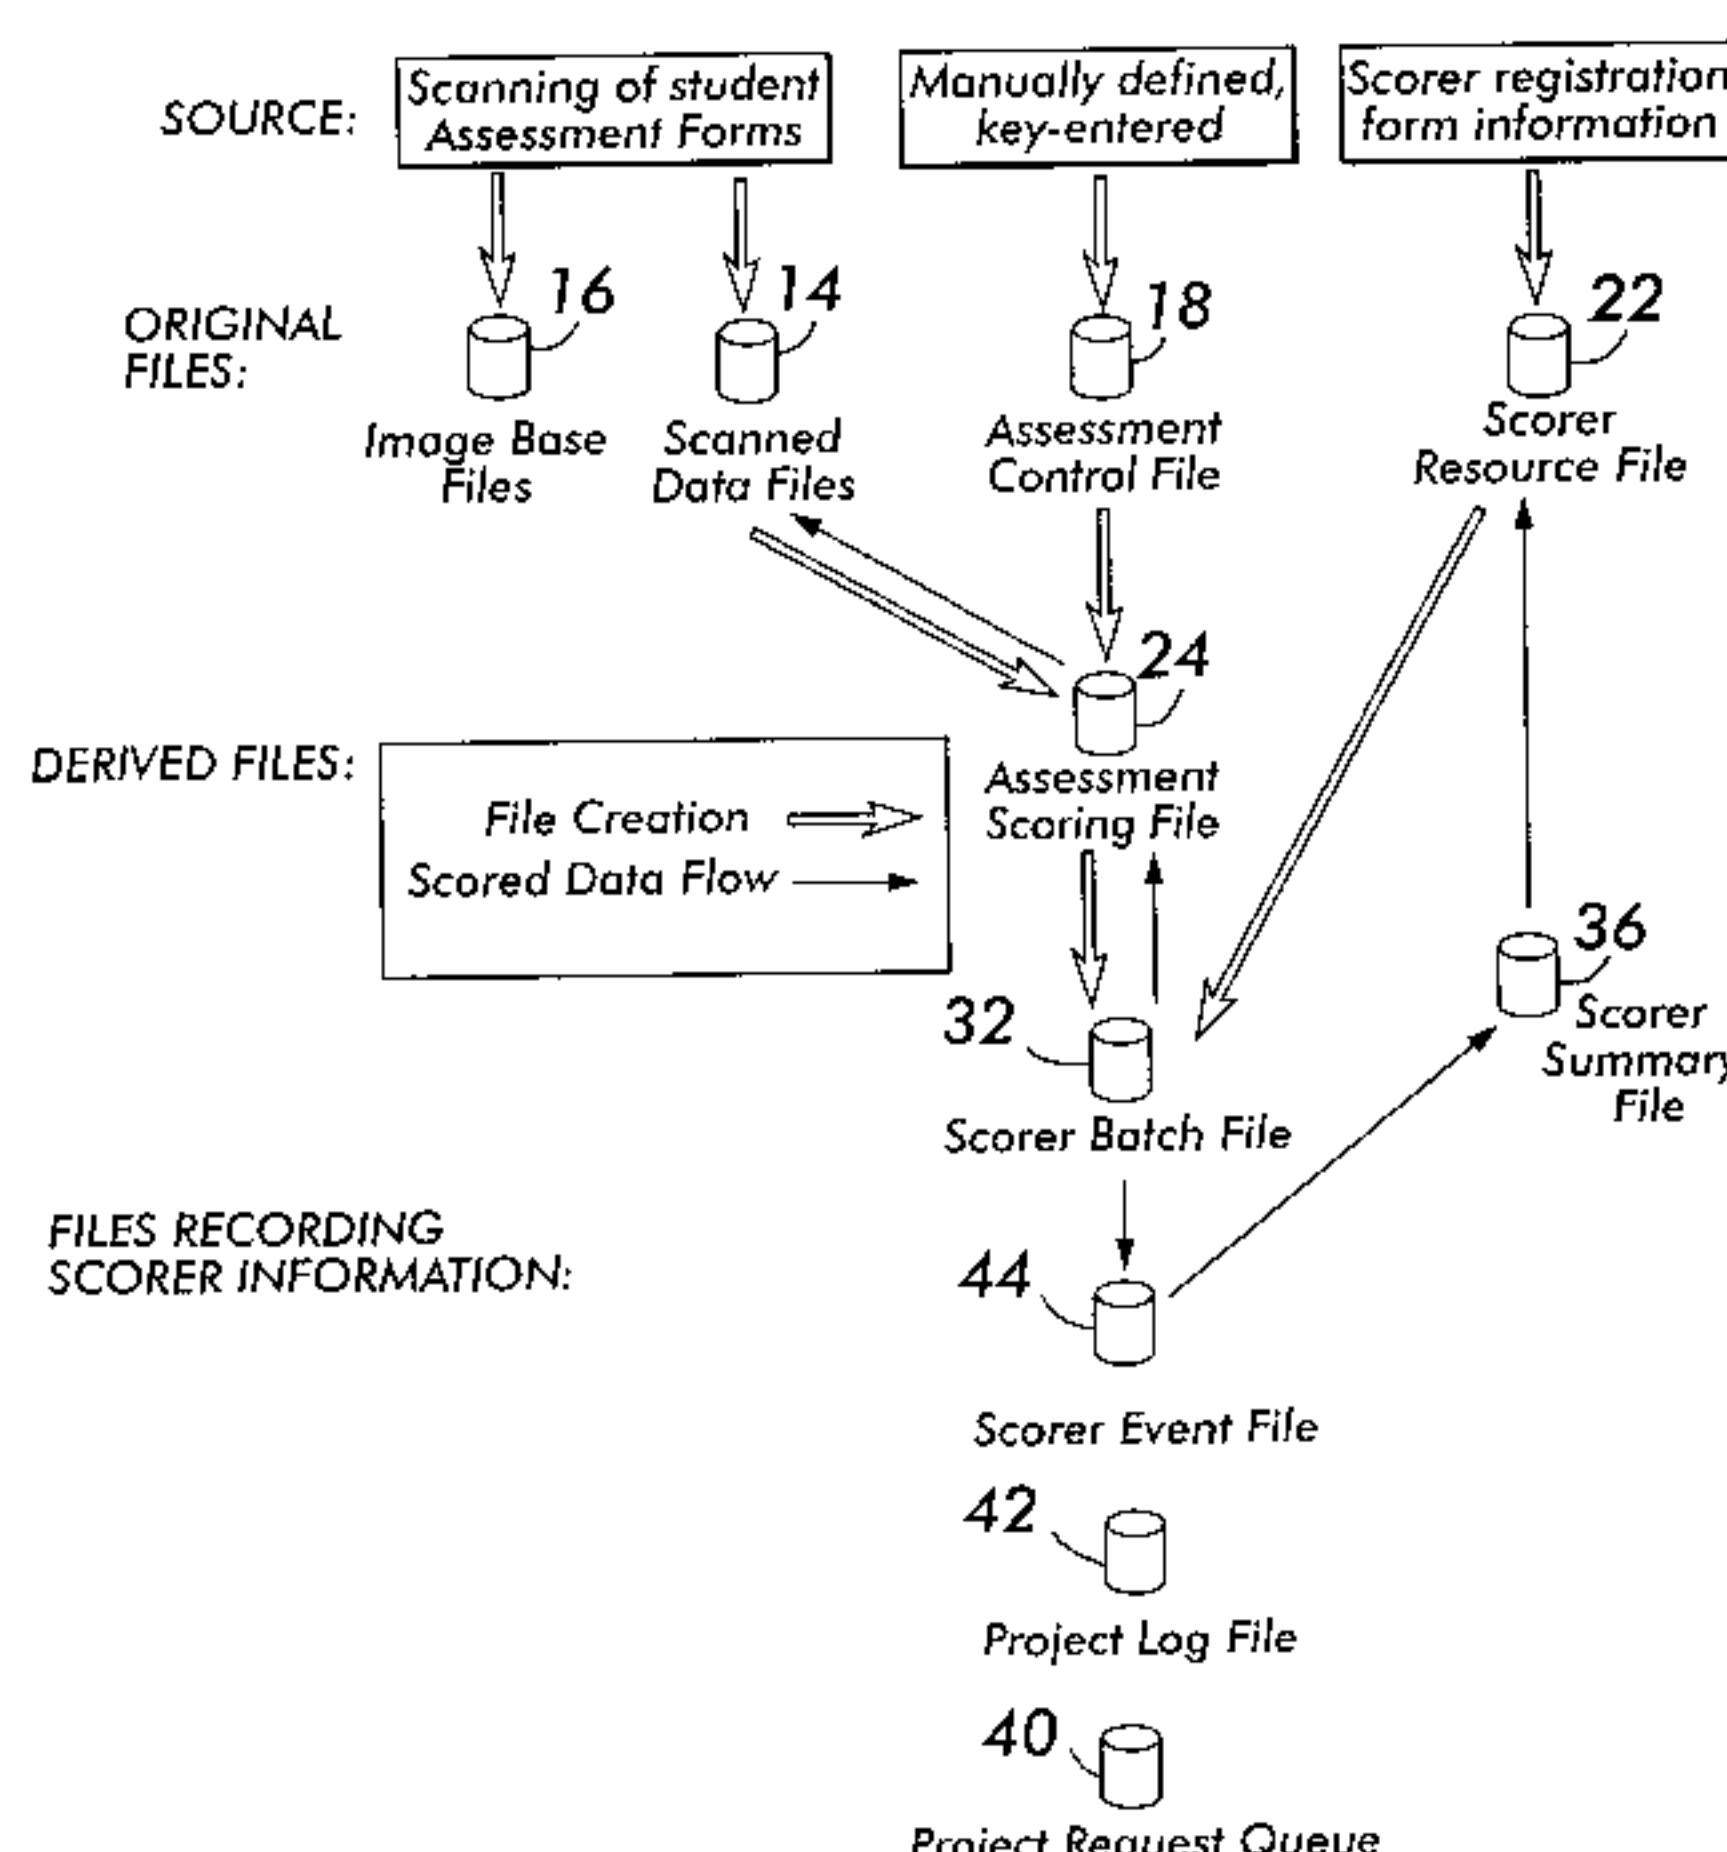 SOURCE:
Scanning of student
Assessment Forms
Manually defined,
key-entered
Scorer registration
form information
ORIGINAL
FILES:
16
14
18
22
Image Base
Files
Scanned
Data Files
Assessment
Control File
Scorer
Resource File
24
DERIVED FILES:
File Creation
Scored Data Flow
Assessment
Scoring File
32
36
Scorer
Summary
File
Scorer Batch File
FILES RECORDING
SCORER INFORMATION:
44
Scorer Event File
42
Project Log File
40
Project Request Queue